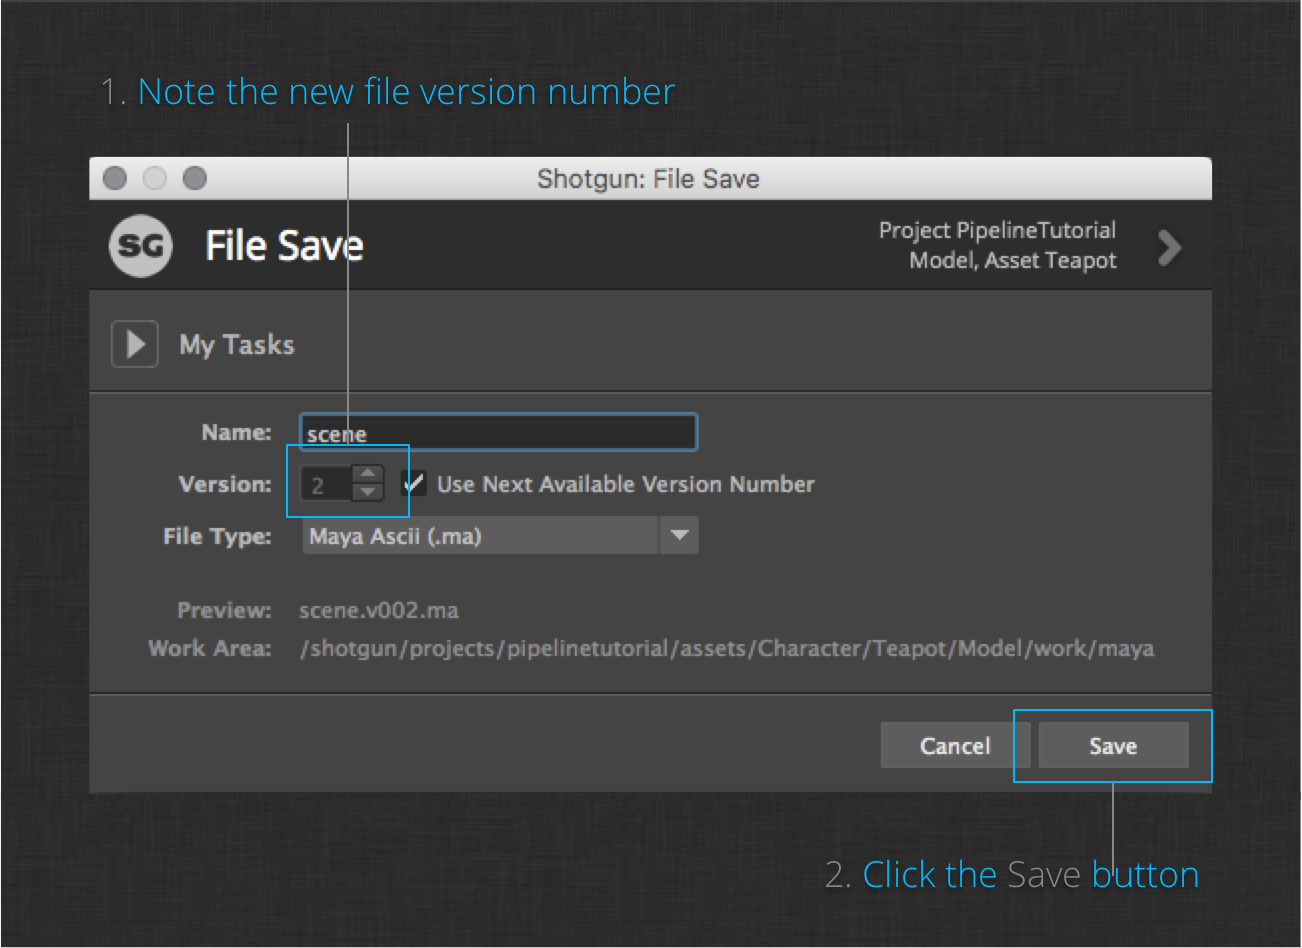 1. Note the new file version number
Shotgun: File Save
SG File Save
Project PipelineTutorial
Model, Asset Teapot
My Tasks
Name: scene
Version: 2 Use Next Available Version Number
File Type: Maya Ascii (.ma)
Preview: scene.v002.ma
Work Area: /shotgun/projects/pipelinetutorial/assets/Character/Teapot/Model/work/maya
Cancel Save
2. Click the Save button